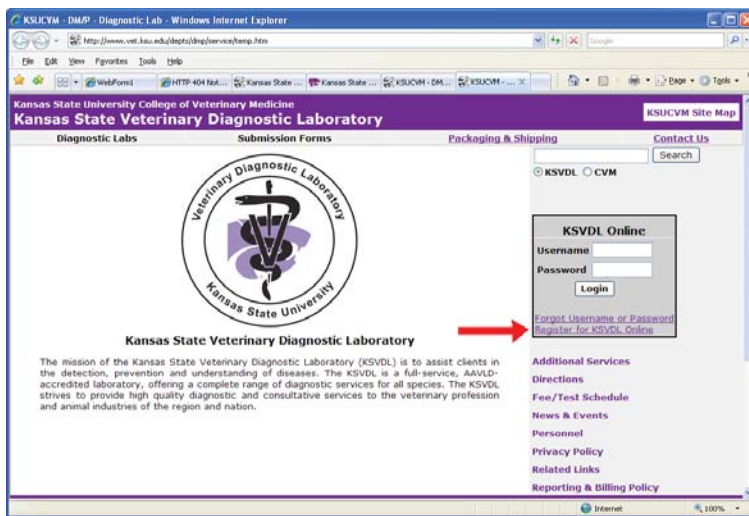 KSUCVM - DM/P - Diagnostic Lab - Windows Internet Explorer
http://www.vet.ksu.edu/depts/dmp/service/temp.htm
Google
File Edit View Favorites Tools Help
WebForm1 HTTP 404 Not... Kansas State ... Kansas State ... KSUCVM - DM... KSUCVM - ... X Page Tools
Kansas State University College of Veterinary Medicine
Kansas State Veterinary Diagnostic Laboratory
KSUCVM Site Map
Diagnostic Labs Submission Forms Packaging & Shipping Contact Us
Search
KSVDL CVM
Veterinary Diagnostic Laboratory
Kansas State University
KSVDL Online
Username
Password
Login
Forgot Username or Password
Register for KSVDL Online
Kansas State Veterinary Diagnostic Laboratory
The mission of the Kansas State Veterinary Diagnostic Laboratory (KSVDL) is to assist clients in
the detection, prevention and understanding of diseases. The KSVDL is a full-service, AAVLD-
accredited laboratory, offering a complete range of diagnostic services for all species. The KSVDL
strives to provide high quality diagnostic and consultative services to the veterinary profession
and animal industries of the region and nation.
Additional Services
Directions
Fee/Test Schedule
News & Events
Personnel
Privacy Policy
Related Links
Reporting & Billing Policy
Internet 100%